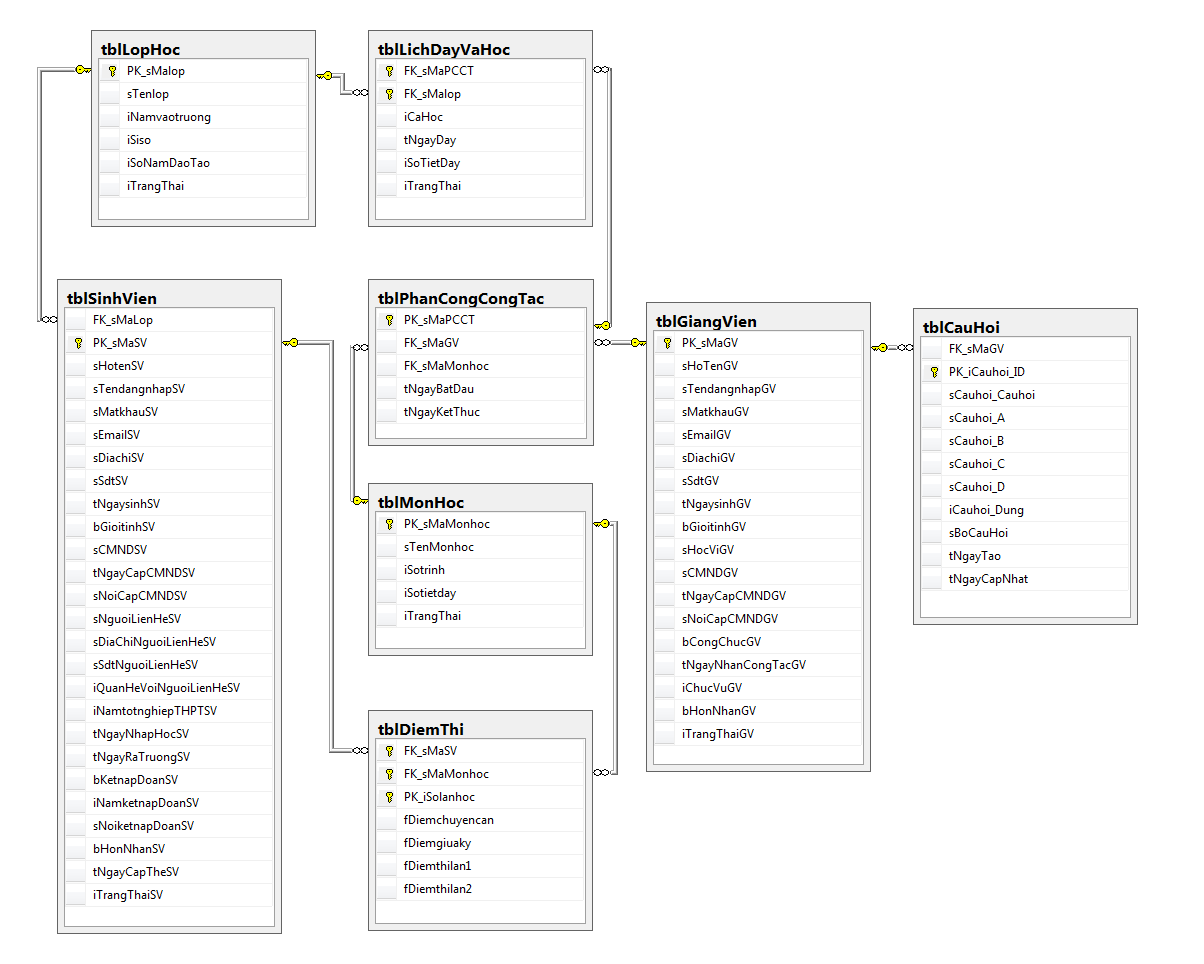 tblLopHoc
PK_sMalop
sTenlop
iNamvaotruong
iSiso
iSoNamDaoTao
iTrangThai
tblLichDayVaHoc
FK_sMaPCCT
FK_sMalop
iCaHoc
tNgayDay
iSoTietDay
iTrangThai
tblSinhVien
FK_sMaLop
PK_sMaSV
sHotenSV
sTendangnhapSV
sMatkhauSV
sEmailSV
sDiachiSV
sSdtSV
tNgaysinhSV
bGioitinhSV
sCMNDSV
tNgayCapCMNDSV
sNoiCapCMNDSV
sNguoiLienHeSV
sDiaChiNguoiLienHeSV
sSdtNguoiLienHeSV
iQuanHeVoiNguoiLienHeSV
iNamtotnghiepTHPTSV
tNgayNhapHocSV
tNgayRaTruongSV
bKetnapDoanSV
iNamketnapDoanSV
sNoiketnapDoanSV
bHonNhanSV
tNgayCapTheSV
iTrangThaiSV
tblPhanCongCongTac
PK_sMaPCCT
FK_sMaGV
FK_sMaMonhoc
tNgayBatDau
tNgayKetThuc
tblMonHoc
PK_sMaMonhoc
sTenMonhoc
iSotrinh
iSotietday
iTrangThai
tblDiemThi
FK_sMaSV
FK_sMaMonhoc
PK_iSolanhoc
fDiemchuyencan
fDiemgiuaky
fDiemthilan1
fDiemthilan2
tblGiangVien
PK_sMaGV
sHoTenGV
sTendangnhapGV
sMatkhauGV
sEmailGV
sDiachiGV
sSdtGV
tNgaysinhGV
bGioitinhGV
sHocViGV
sCMNDGV
tNgayCapCMNDGV
sNoiCapCMNDGV
bCongChucGV
tNgayNhanCongTacGV
iChucVuGV
bHonNhanGV
iTrangThaiGV
tblCauHoi
FK_sMaGV
PK_iCauhoi_ID
sCauhoi_Cauhoi
sCauhoi_A
sCauhoi_B
sCauhoi_C
sCauhoi_D
iCauhoi_Dung
sBoCauHoi
tNgayTao
tNgayCapNhat